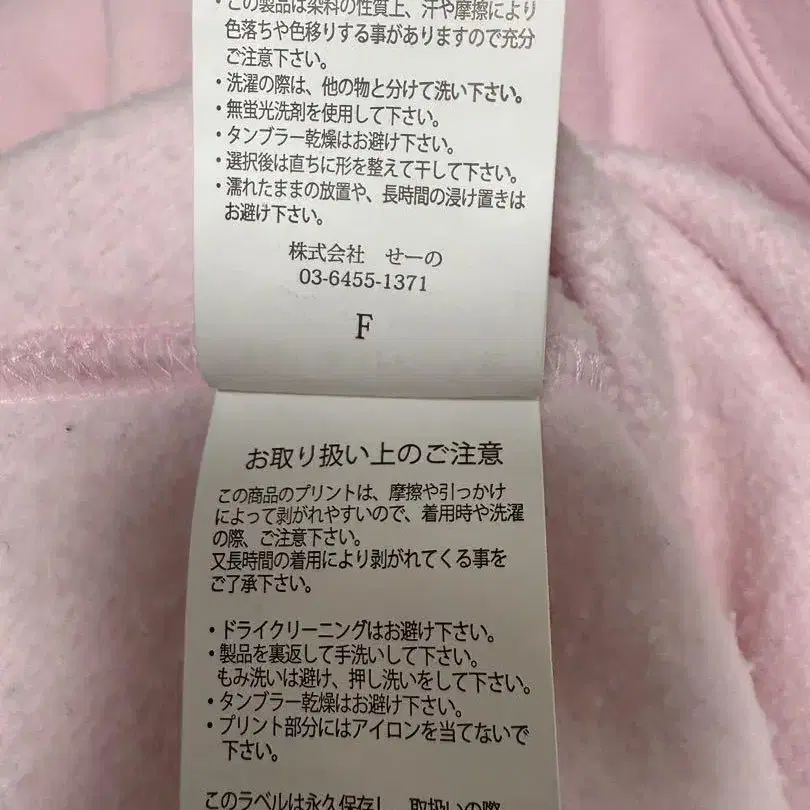 ・この製品は染料の性質上、汗や摩擦により
色落ちや色移りする事がありますので充分
ご注意下さい。
・洗濯の際は、他の物と分けて洗い下さい。
・無蛍光洗剤を使用して下さい。
・タンブラー乾燥はお避け下さい。
・選択後は直ちに形を整えて干して下さい。
・濡れたままの放置や、長時間の浸け置きは
お避け下さい。
株式会社 せーの
03-6455-1371
F
お取り扱い上のご注意
この商品のプリントは、摩擦や引っかけ
によって剥がれやすいので、着用時や洗濯
の際、ご注意下さい。
又長時間の着用により剥がれてくる事を
ご了承下さい。
・ドライクリーニングはお避け下さい。
・製品を裏返して手洗いして下さい。
もみ洗いは避け、押し洗いをして下さい。
・タンブラー乾燥はお避け下さい。
・プリント部分にはアイロンを当てないで
下さい。
このラベルは永久保存し、取扱いの際